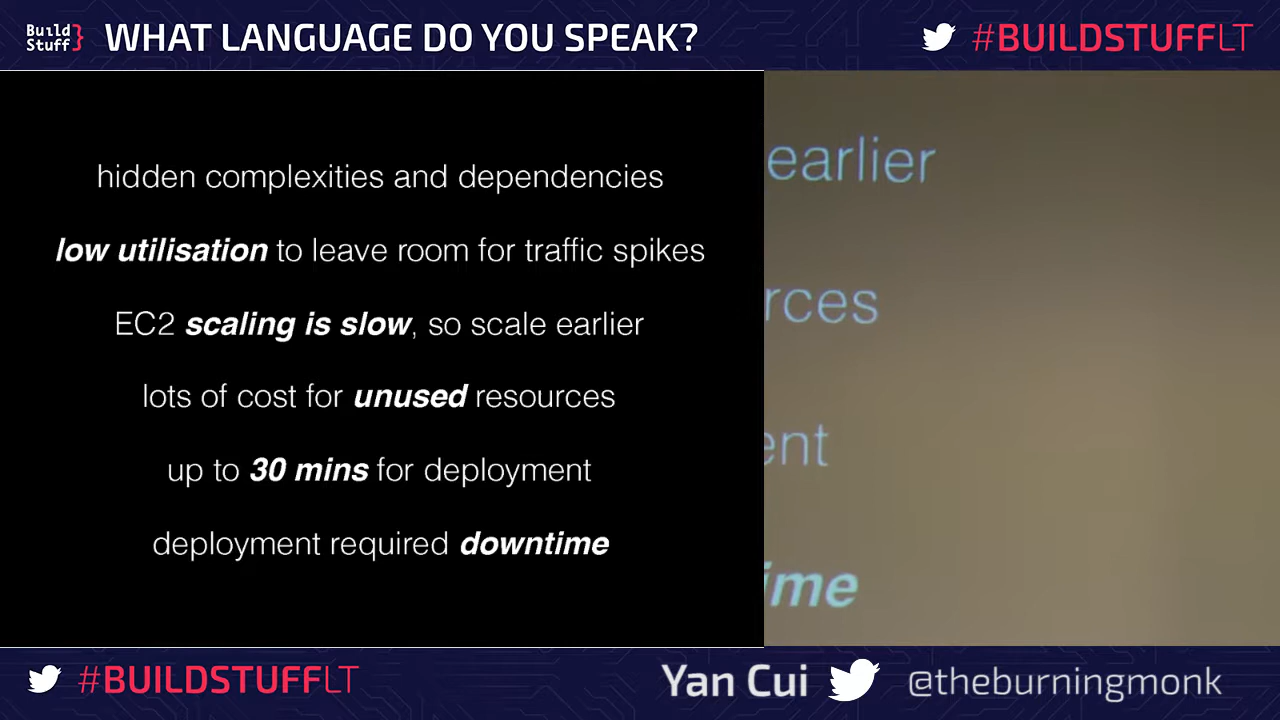 Build
Stuff}
WHAT LANGUAGE DO YOU SPEAK?
#BUILDSTUFFLT
hidden complexities and dependencies
low utilisation to leave room for traffic spikes
EC2 scaling is slow, so scale earlier
lots of cost for unused resources
up to 30 mins for deployment
deployment required downtime
earlier
rces
ent
ime
#BUILDSTUFFLT
Yan Cui
@theburningmonk